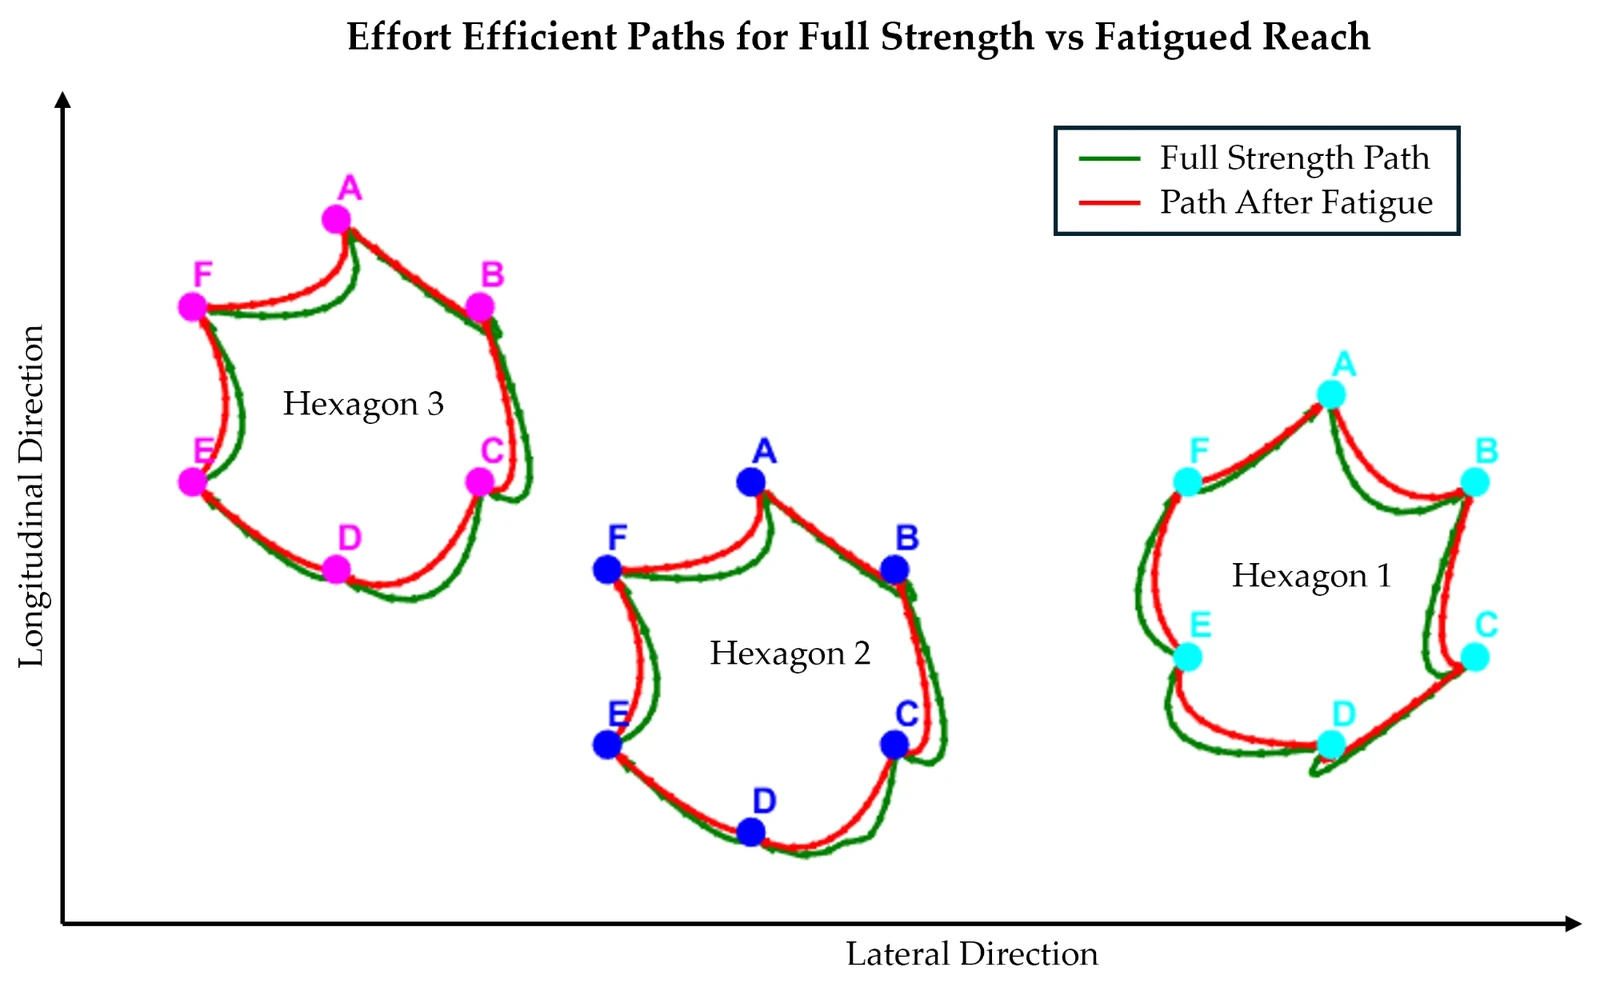 Effort Efficient Paths for Full Strength vs Fatigued Reach
Full Strength Path
Path After Fatigue
Longitudinal Direction
A
F
B
Hexagon 3
E
C
D
A
F
B
Hexagon 2
E
C
D
A
F
B
Hexagon 1
E
C
D
Lateral Direction